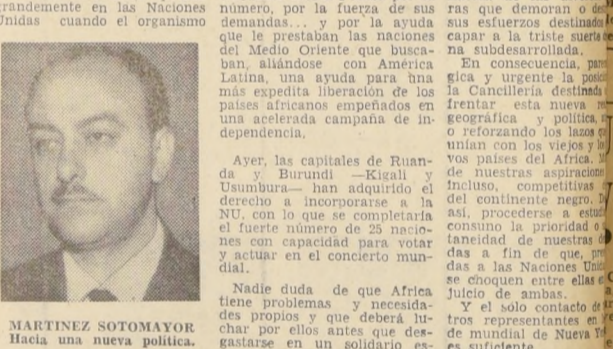 grandemente en las Naciones
Unidas cuando el organismo
MARTINEZ SOTOMAYOR
Hacia una nueva política.
número, por la fuerza de sus
demandas... y por la ayuda
que le prestaban las naciones
del Medio Oriente que busca-
ban, aliándose con América
Latina, una ayuda para una
más expedita liberación de los
países africanos empeñados en
una acelerada campaña de in-
dependencia.
Ayer, las capitales de Ruan-
da y Burundi —Kigali y
Usumbura— han adquirido el
derecho a incorporarse a la
NU, con lo que se completaría
el fuerte número de 25 nacio-
nes con capacidad para votar
y actuar en el concierto mun-
dial.
Nadie duda de que Africa
tiene problemas y necesida-
des propios y que deberá lu-
char por ellos antes que des-
gastarse en un solidario es-
ras que demoran o
sus esfuerzos destinados
capar a la triste suerte
na subdesarrollada.
En consecuencia,
gica y urgente la
la Cancillería destinada
frentar esta nueva
geográfica y política,
o reforzando los lazos
unían con los viejos y
vos países del Africa.
de nuestras aspiraciones
incluso, competitivas
del continente negro.
así, procederse a
consuno la prioridad o
taneidad de nuestras
das a fin de que,
das a las Naciones
se choquen entre ellas
juicio de ambas.
Y el sólo contacto
tros representantes en
de mundial de Nueva
es suficiente